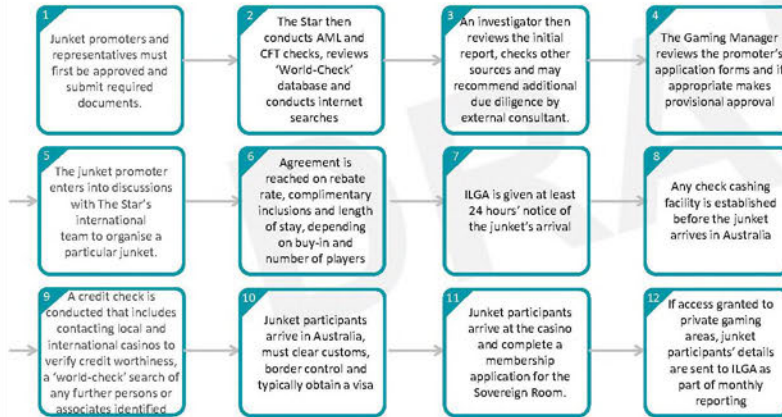 1
Junket promoters and
representatives must
first be approved and
submit required
documents.
2
The Star then
conducts AML and
CFT checks, reviews
‘World-Check’
database and
conducts internet
searches
3
An investigator then
reviews the initial
report, checks other
sources and may
recommend additional
due diligence by
external consultant.
4
The Gaming Manager
reviews the promoter’s
application forms and if
appropriate makes
provisional approval
5
The junket promoter
enters into discussions
with The Star’s
international
team to organise a
particular junket.
6
Agreement is
reached on rebate
rate, complimentary
inclusions and length
of stay, depending
on buy-in and
number of players
7
ILGA is given at least
24 hours’ notice of
the junket’s arrival
8
Any check cashing
facility is established
before the junket
arrives in Australia
9
A credit check is
conducted that includes
contacting local and
international casinos to
verify credit worthiness,
a ‘world-check’ search of
any further persons or
associates identified
10
Junket participants
arrive in Australia,
must clear customs,
border control and
typically obtain a visa
11
Junket participants
arrive at the casino and
complete a
membership
application for the
Sovereign Room.
12
If access granted to
private gaming
areas, junket
participants’ details
are sent to ILGA as
part of monthly
reporting